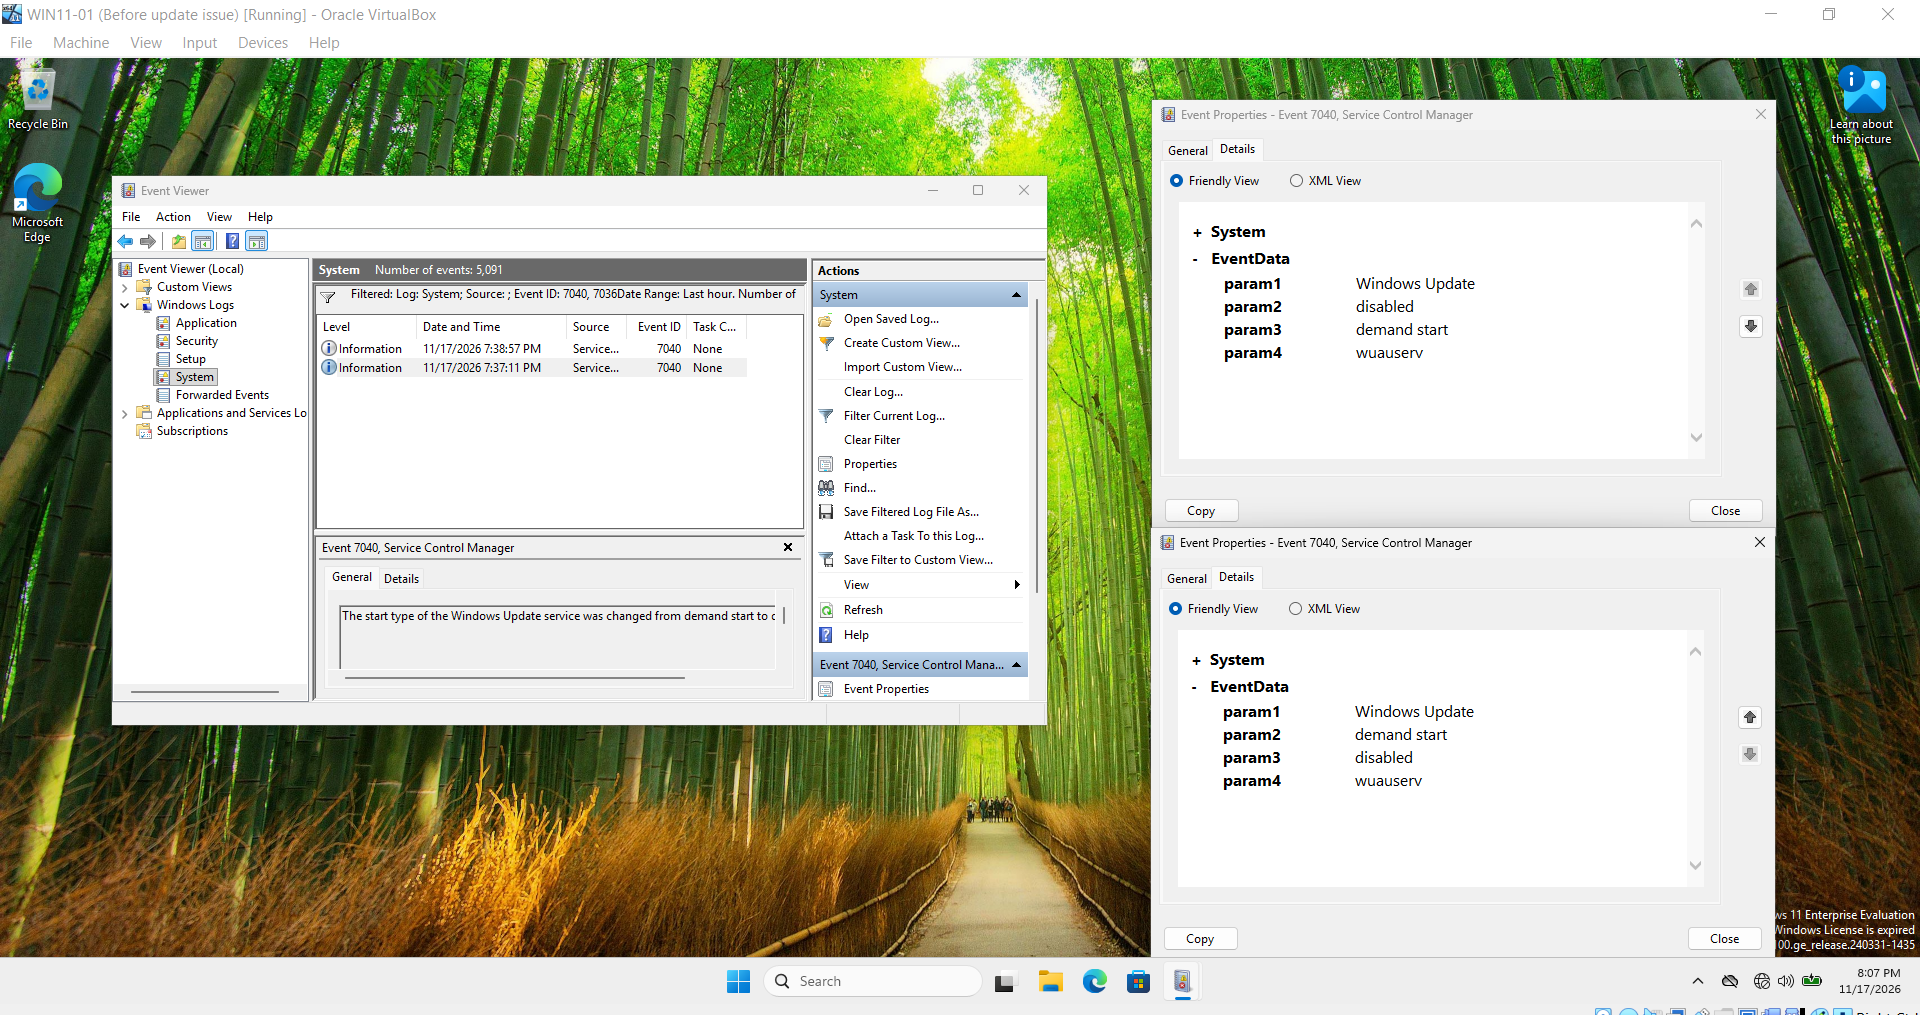 WIN11-01 (Before update issue) [Running] - Oracle VirtualBox
File Machine View Input Devices Help
Recycle Bin
Microsoft
Edge
Learn about
this picture
Event Viewer
File Action View Help
Event Viewer (Local)
Custom Views
Windows Logs
Application
Security
Setup
System
Forwarded Events
Applications and Services Lo
Subscriptions
System Number of events: 5,091
Filtered: Log: System; Source: ; Event ID: 7040, 7036Date Range: Last hour. Number of
Level Date and Time Source Event ID Task C...
Information 11/17/2026 7:38:57 PM Service... 7040 None
Information 11/17/2026 7:37:11 PM Service... 7040 None
Event 7040, Service Control Manager
General Details
The start type of the Windows Update service was changed from demand start to
Actions
System
Open Saved Log...
Create Custom View...
Import Custom View...
Clear Log...
Filter Current Log...
Clear Filter
Properties
Find...
Save Filtered Log File As...
Attach a Task To this Log...
Save Filter to Custom View...
View
Refresh
Help
Event 7040, Service Control Mana...
Event Properties
Event Properties - Event 7040, Service Control Manager
General Details
Friendly View XML View
+ System
- EventData
param1 Windows Update
param2 disabled
param3 demand start
param4 wuauserv
Copy Close
Event Properties - Event 7040, Service Control Manager
General Details
Friendly View XML View
+ System
- EventData
param1 Windows Update
param2 demand start
param3 disabled
param4 wuauserv
Copy Close
ws 11 Enterprise Evaluation
Windows License is expired
00.ge_release.240331-1435
Search
8:07 PM
11/17/2026